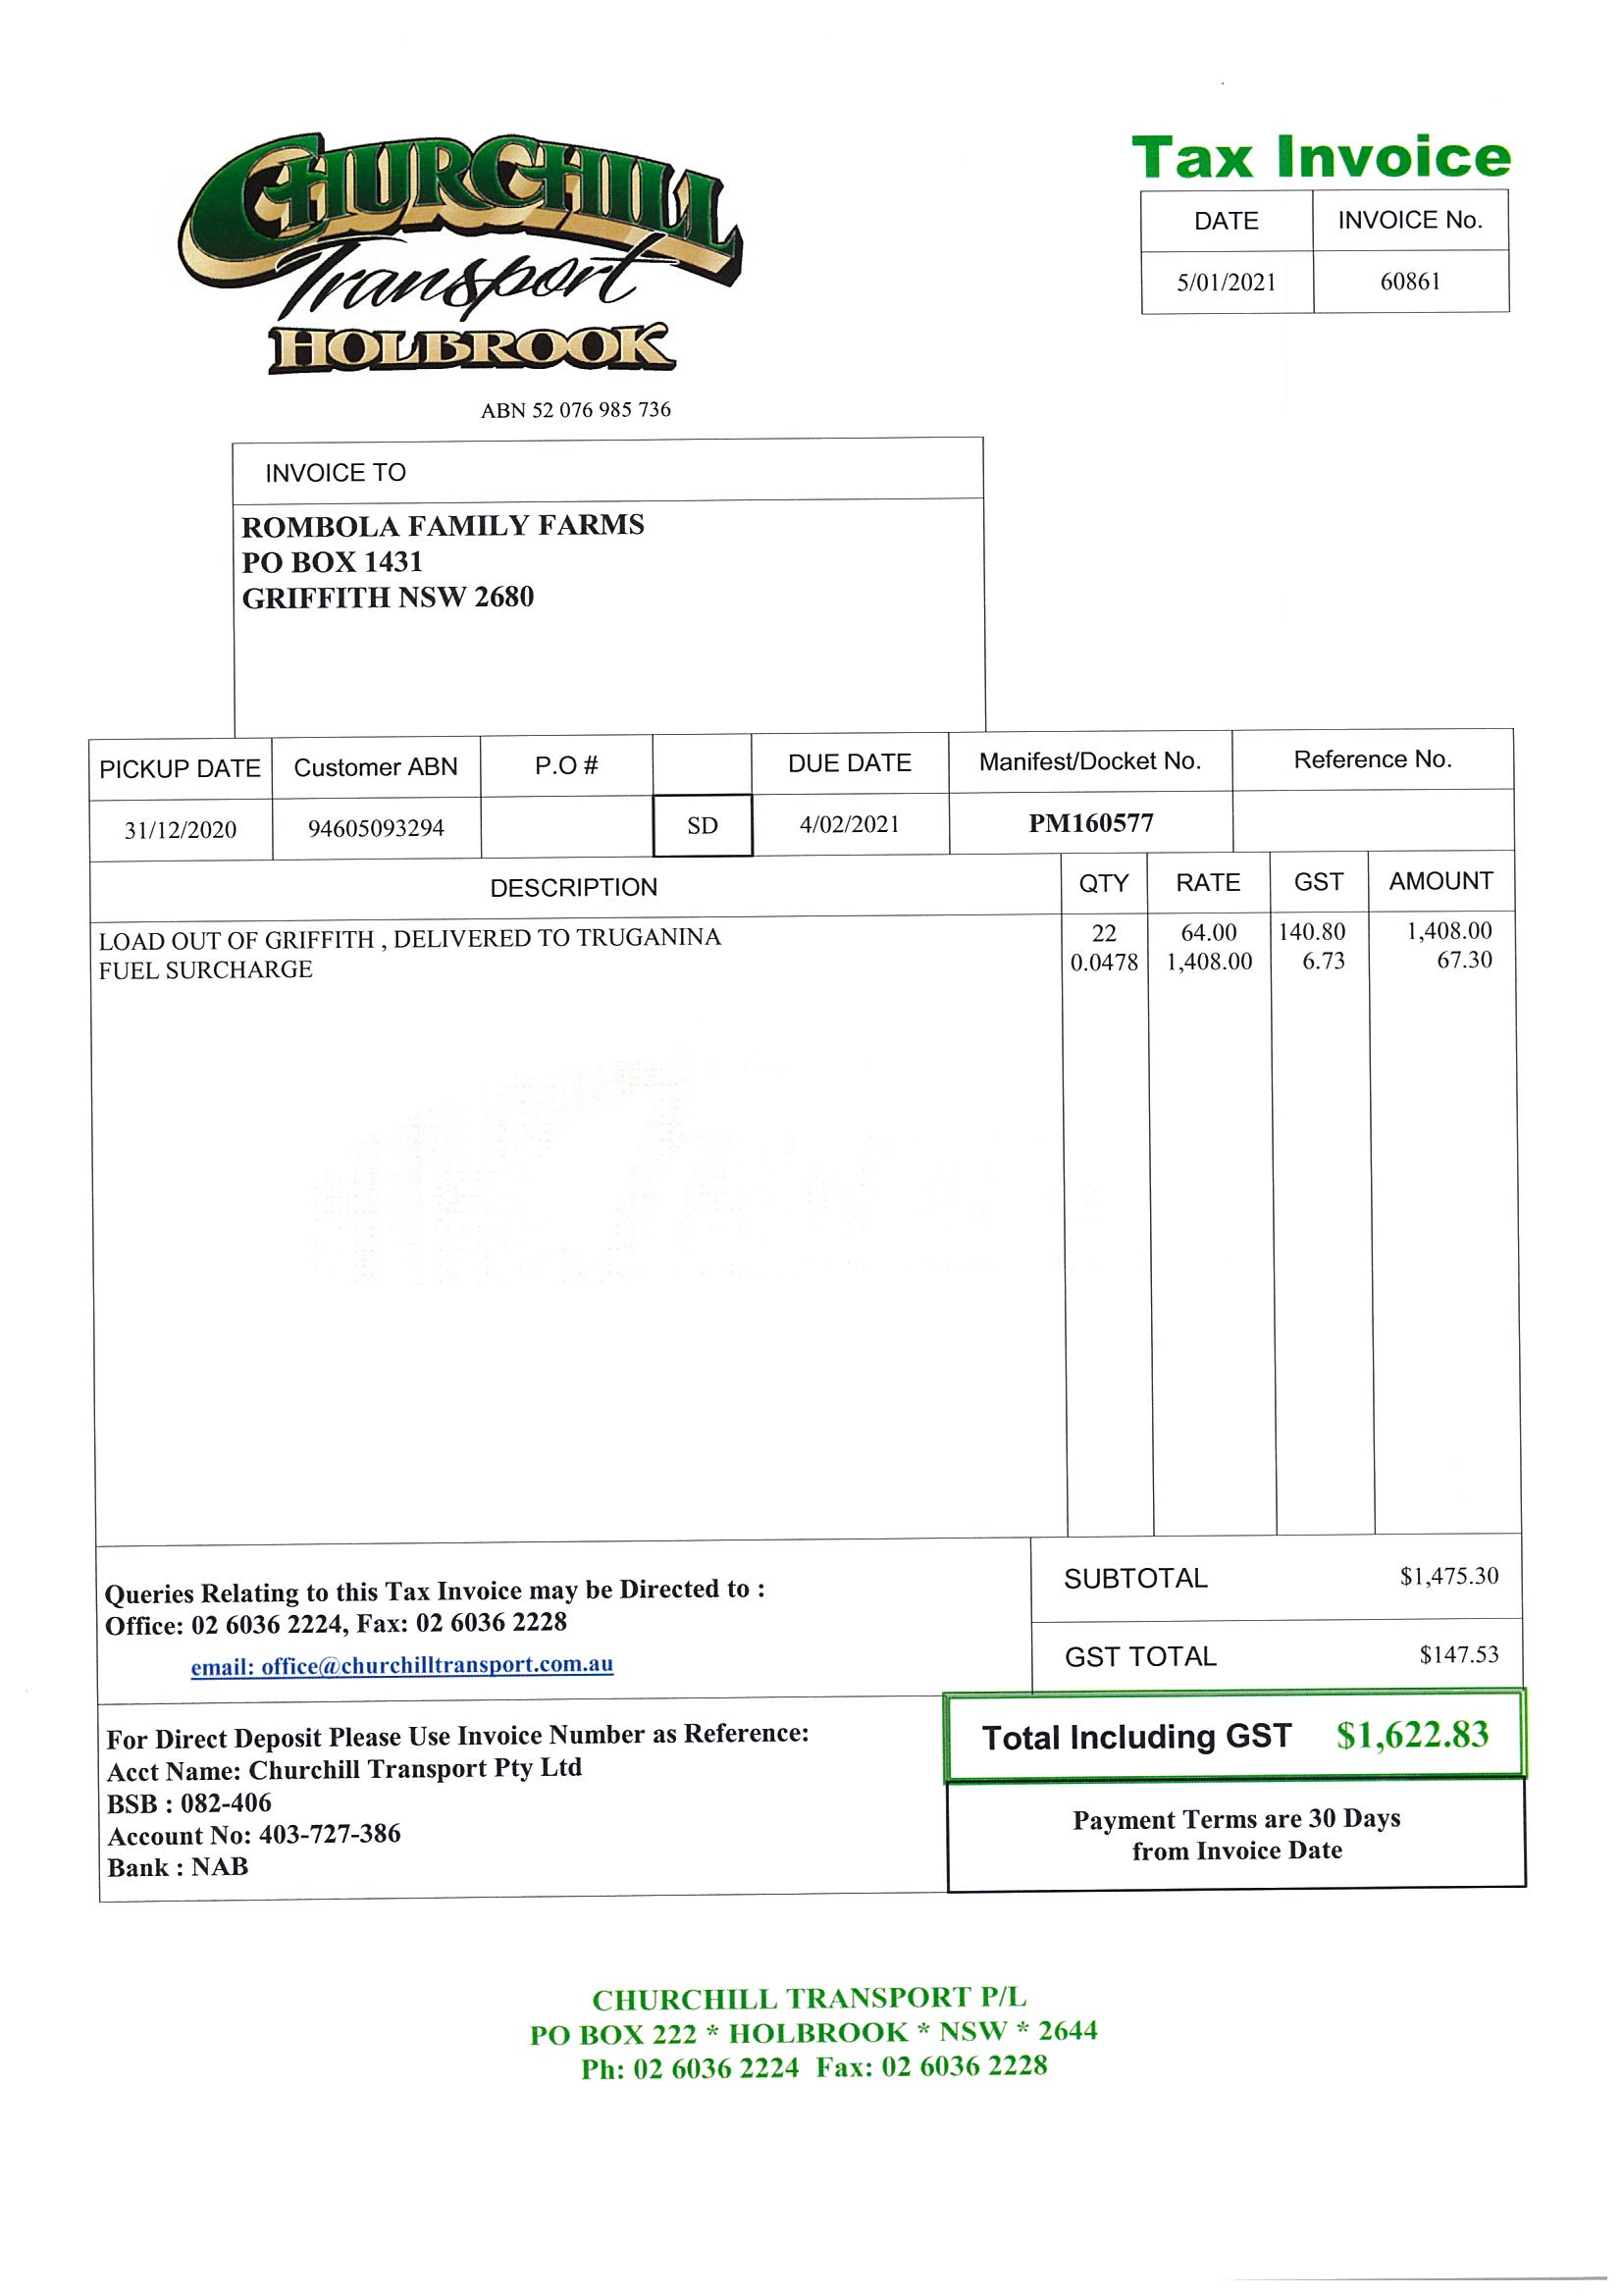 CHURCHILL
Transport
HOLBROOK
ABN 52 076 985 736
Tax Invoice
DATE INVOICE No.
5/01/2021 60861
INVOICE TO
ROMBOLA FAMILY FARMS
PO BOX 1431
GRIFFITH NSW 2680
PICKUP DATE Customer ABN P.O # DUE DATE Manifest/Docket No. Reference No.
31/12/2020 94605093294 SD 4/02/2021 PM160577
DESCRIPTION QTY RATE GST AMOUNT
LOAD OUT OF GRIFFITH , DELIVERED TO TRUGANINA 22 64.00 140.80 1,408.00
FUEL SURCHARGE 0.0478 1,408.00 6.73 67.30
Queries Relating to this Tax Invoice may be Directed to :
Office: 02 6036 2224, Fax: 02 6036 2228
email: office@churchilltransport.com.au
SUBTOTAL $1,475.30
GST TOTAL $147.53
Total Including GST $1,622.83
For Direct Deposit Please Use Invoice Number as Reference:
Acct Name: Churchill Transport Pty Ltd
BSB : 082-406
Account No: 403-727-386
Bank : NAB
Payment Terms are 30 Days
from Invoice Date
CHURCHILL TRANSPORT P/L
PO BOX 222 * HOLBROOK * NSW * 2644
Ph: 02 6036 2224 Fax: 02 6036 2228